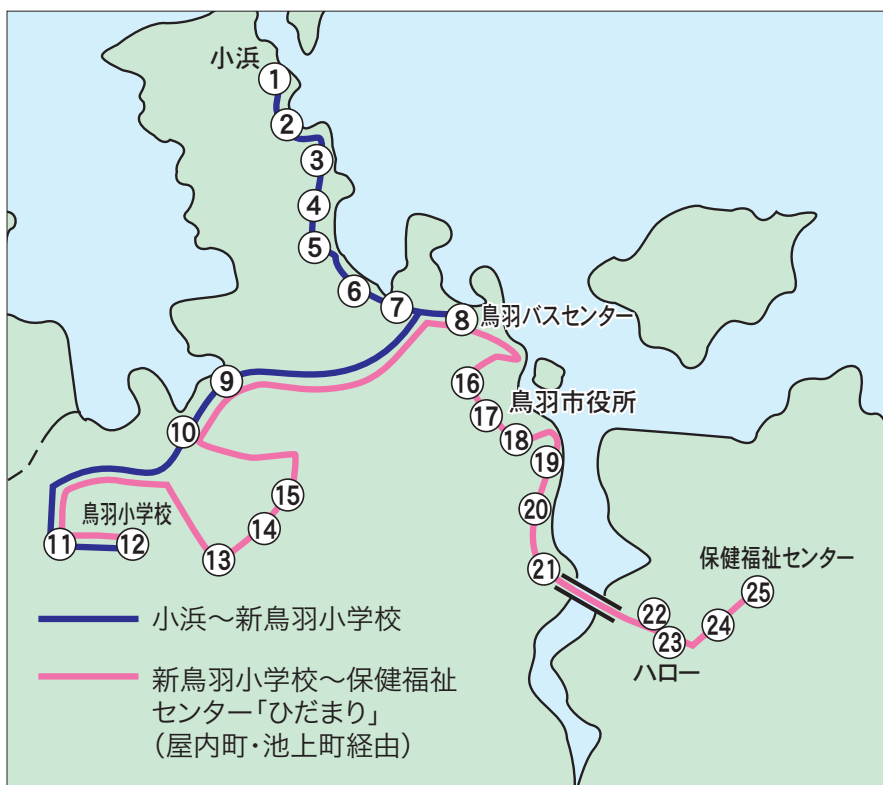 小浜
1
2
3
4
5
6
7
8
鳥羽バスセンター
9
10
16
17
鳥羽市役所
18
19
15
20
鳥羽小学校
14
11
12
13
21
保健福祉センター
25
22
24
23
ハロー
小浜〜新鳥羽小学校
新鳥羽小学校〜保健福祉
センター「ひだまり」
（屋内町・池上町経由）